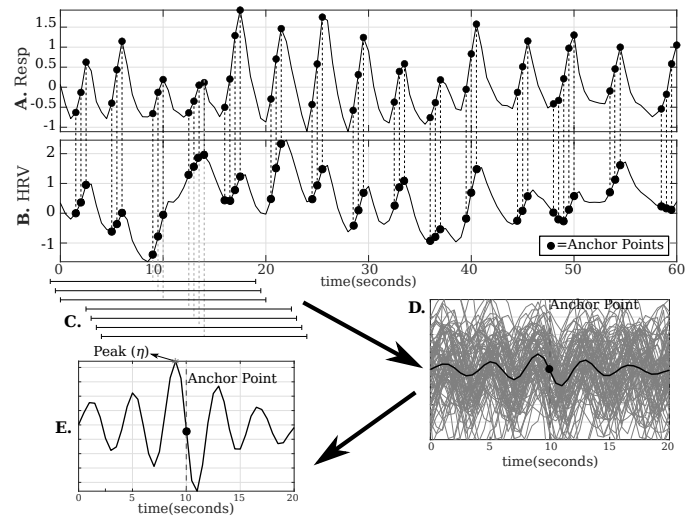 A. Resp
1.5
1
0.5
0
-0.5
-1
B. HRV
2
1
0
-1
●=Anchor Points
0 10 20 30 40 50 60
time(seconds)
C.
D.
Anchor Point
0 5 10 15 20
time(seconds)
Peak (η)
Anchor Point
E.
0 5 10 15 20
time(seconds)